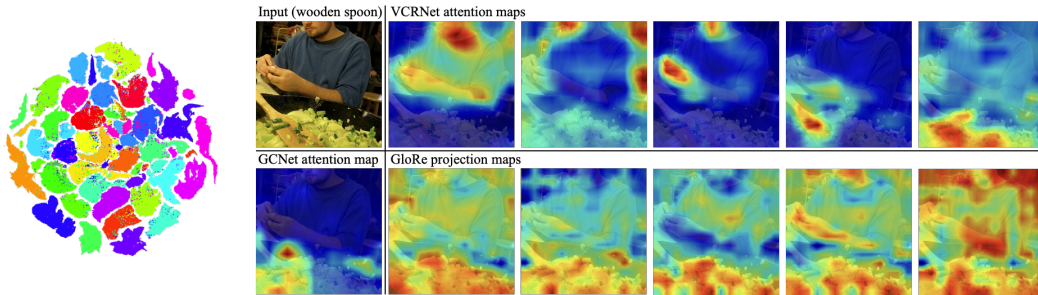 Input (wooden spoon)
VCRNet attention maps
GCNet attention map
GloRe projection maps